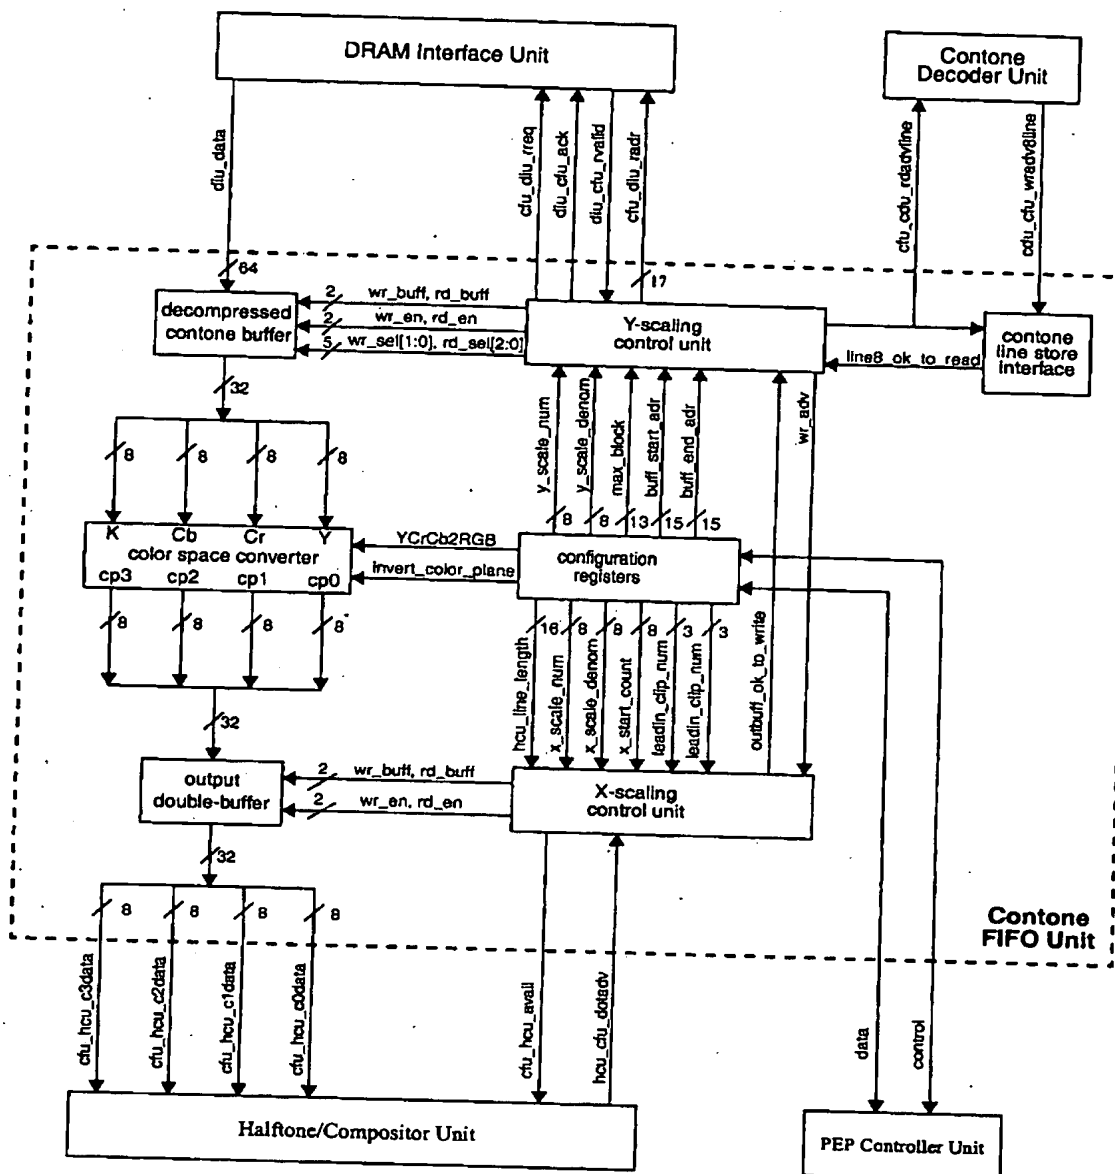 DRAM Interface Unit
Contone
Decoder Unit
diu_data
cfu_diu_rreq
diu_cfu_ack
diu_cfu_rvalid
cfu_diu_radr
cfu_cdu_rdadvline
cdu_cfu_wradv8line
64
17
decompressed
contone buffer
2
wr_buff, rd_buff
2
wr_en, rd_en
5
wr_sel[1:0], rd_sel[2:0]
Y-scaling
control unit
line8_ok_to_read
contone
line store
interface
32
8
8
8
8
y_scale_num
y_scale_denom
max_block
buff_start_adr
buff_end_adr
wr_adv
8
8
13
15
15
K
Cb
Cr
Y
color space converter
cp3
cp2
cp1
cp0
YCrCb2RGB
invert_color_plane
configuration
registers
8
8
8
8
16
8
8
8
3
3
hcu_line_length
x_scale_num
x_scale_denom
x_start_count
leadin_clip_num
leadin_clip_num
outbuff_ok_to_write
32
output
double-buffer
2
wr_buff, rd_buff
2
wr_en, rd_en
X-scaling
control unit
32
8
8
8
8
Contone
FIFO Unit
cfu_hcu_c3data
cfu_hcu_c2data
cfu_hcu_c1data
cfu_hcu_c0data
cfu_hcu_avail
hcu_cfu_dotadv
data
control
Halftone/Compositor Unit
PEP Controller Unit